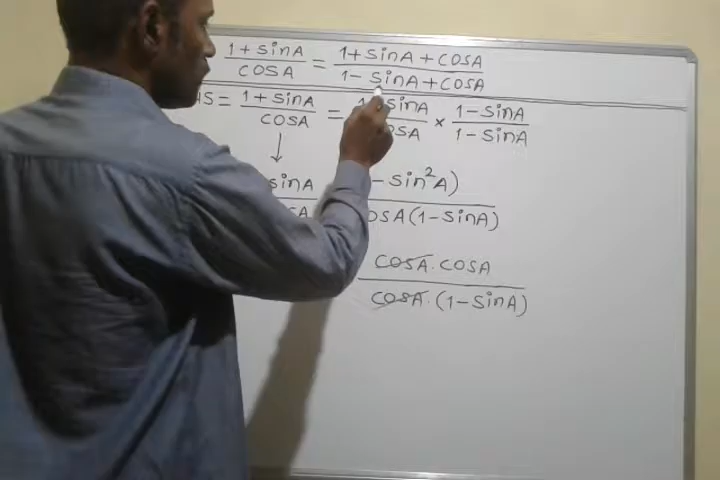 (1+sinA)/(cosA) = (1+sinA+cosA)/(1-sinA+cosA)
HS = (1+sinA)/(cosA) = (1+sinA)/(cosA) × (1-sinA)/(1-sinA)
↓
sinA
-sin²A)/(cosA(1-sinA))
(cosA.cosA)/(cosA.(1-sinA))